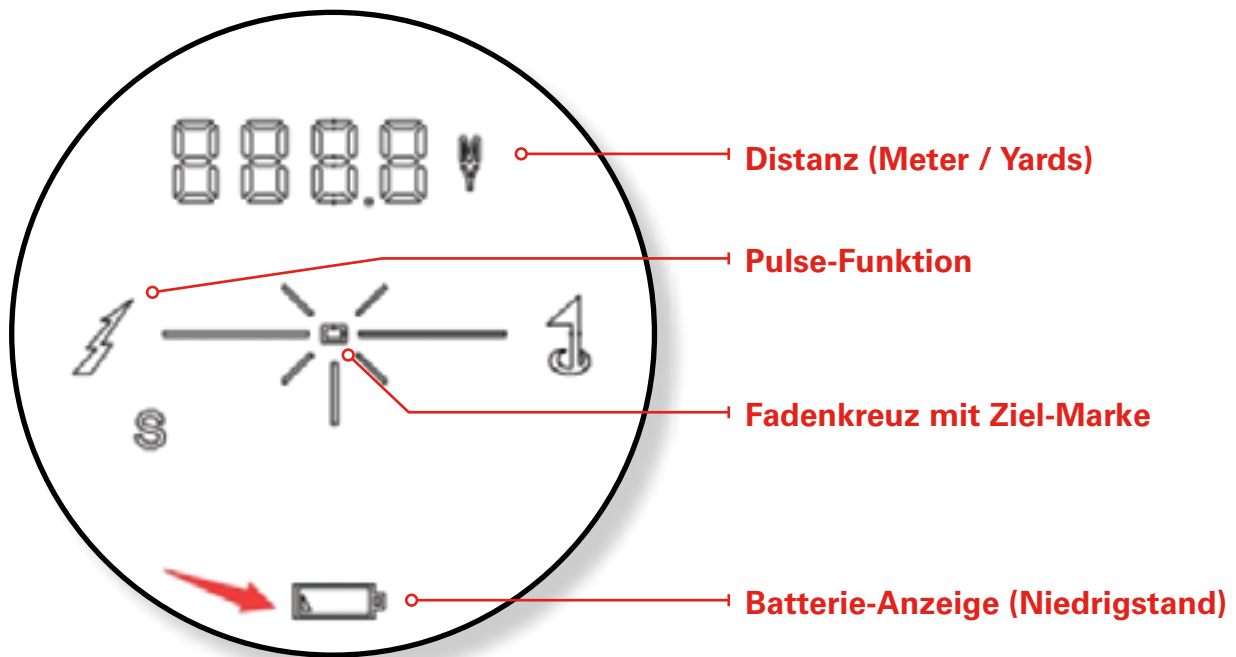 888.8 M
Y
Distanz (Meter / Yards)
Pulse-Funktion
Fadenkreuz mit Ziel-Marke
S
Batterie-Anzeige (Niedrigstand)